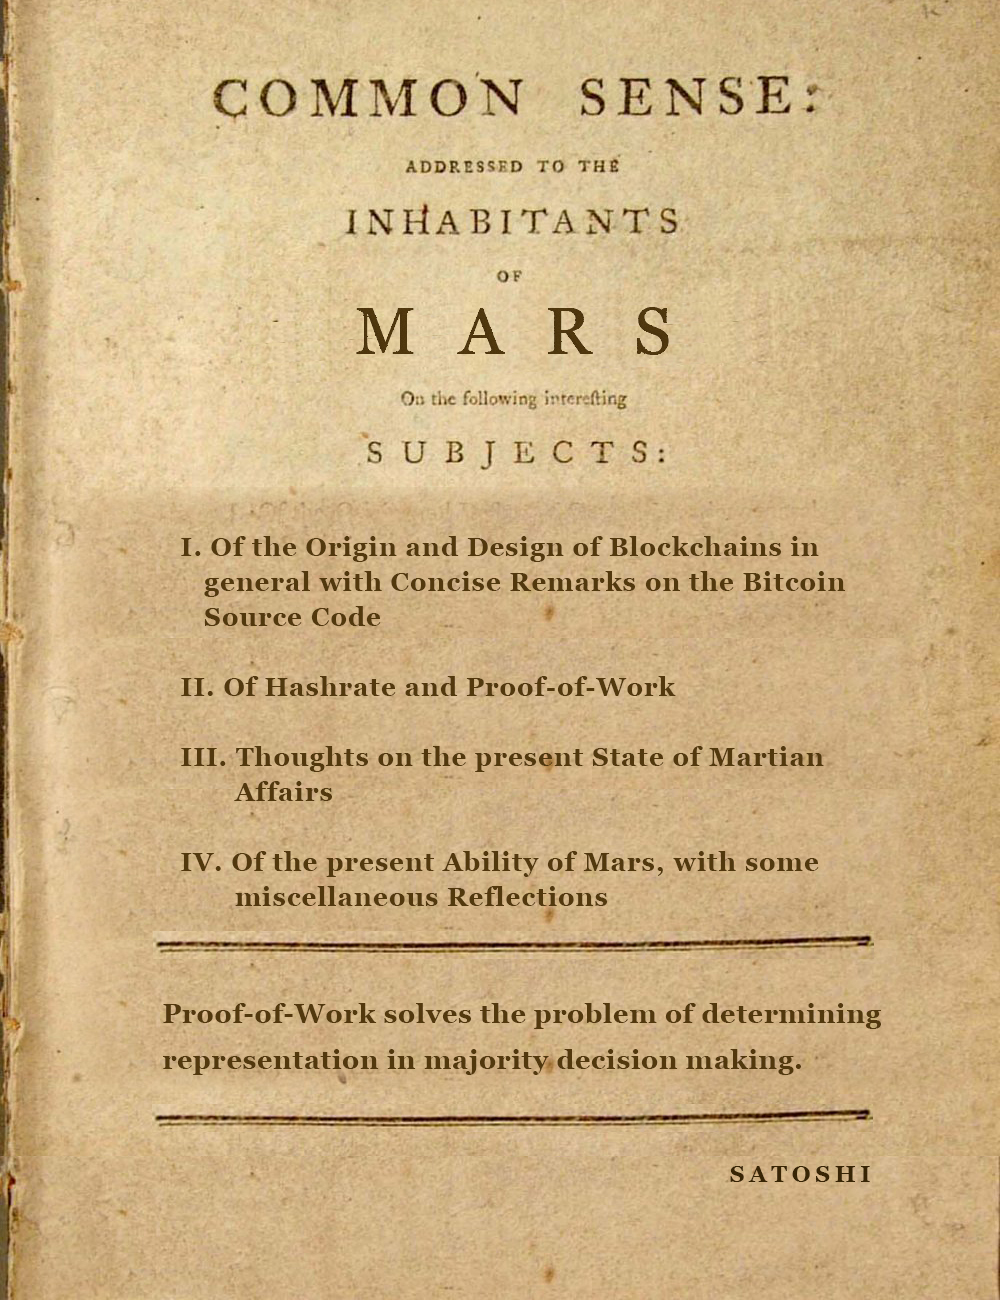 COMMON SENSE:
ADDRESSED TO THE
INHABITANTS
OF
MARS
On the following intereſting
SUBJECTS:
I. Of the Origin and Design of Blockchains in
general with Concise Remarks on the Bitcoin
Source Code
II. Of Hashrate and Proof-of-Work
III. Thoughts on the present State of Martian
Affairs
IV. Of the present Ability of Mars, with some
miscellaneous Reflections
Proof-of-Work solves the problem of determining
representation in majority decision making.
SATOSHI